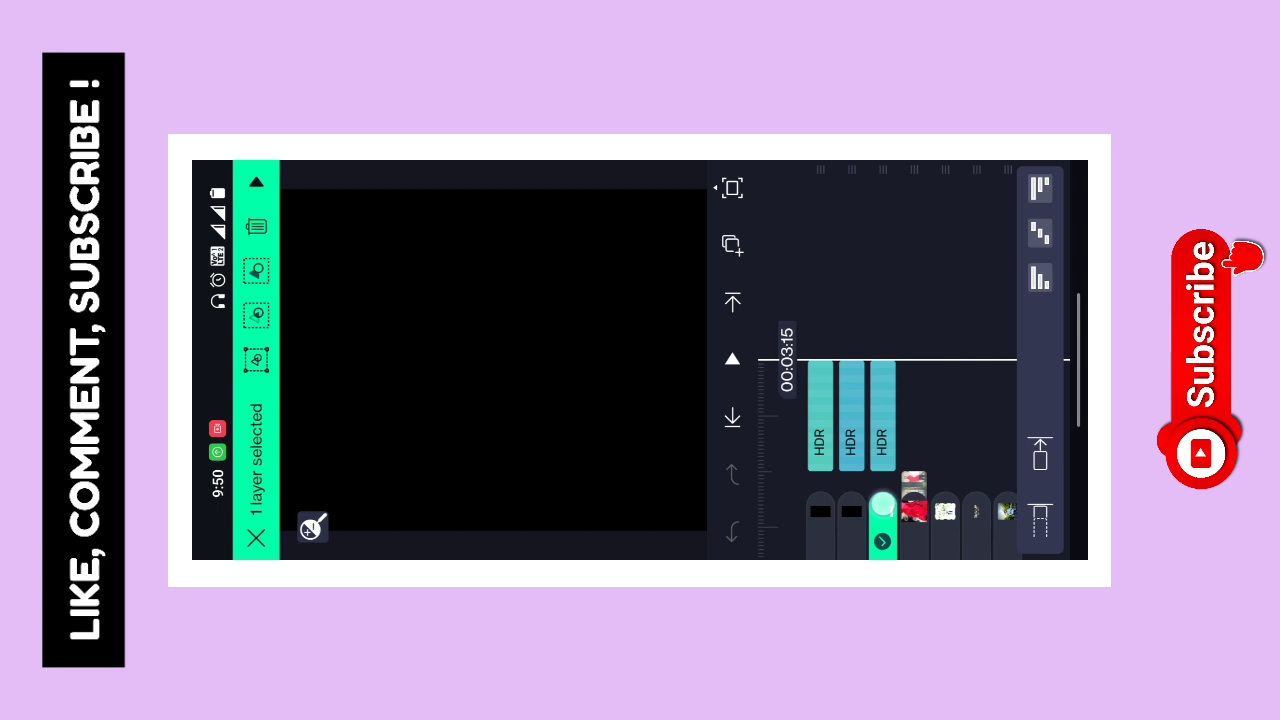 LIKE, COMMENT, SUBSCRIBE !
9:50
1 layer selected
00:03:15
HDR
HDR
HDR
Subscribe